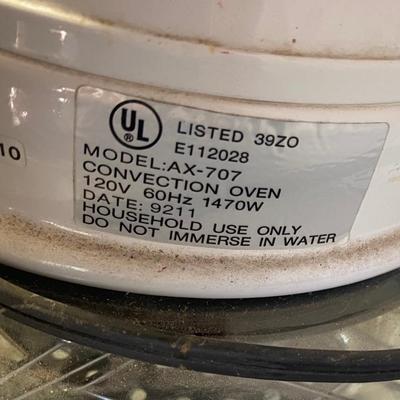 UL LISTED 39ZO
E112028
MODEL:AX-707
CONVECTION OVEN
120V 60Hz 1470W
DATE: 9211
HOUSEHOLD USE ONLY
DO NOT IMMERSE IN WATER
10